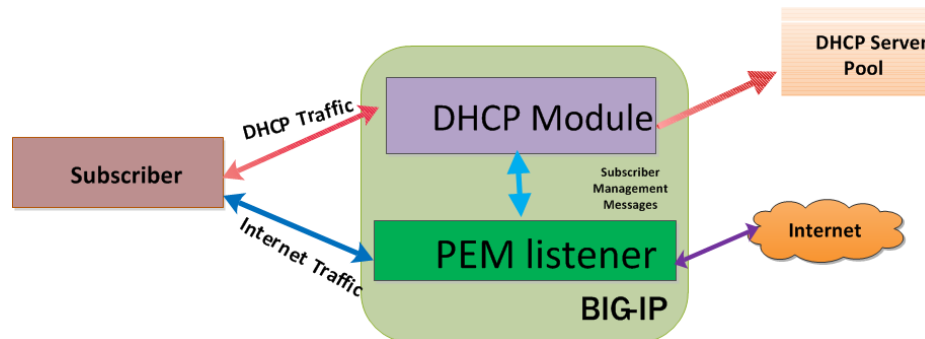 DHCP Server
Pool
DHCP Traffic
DHCP Module
Subscriber
Subscriber
Management
Messages
Internet Traffic
PEM listener
Internet
BIG-IP